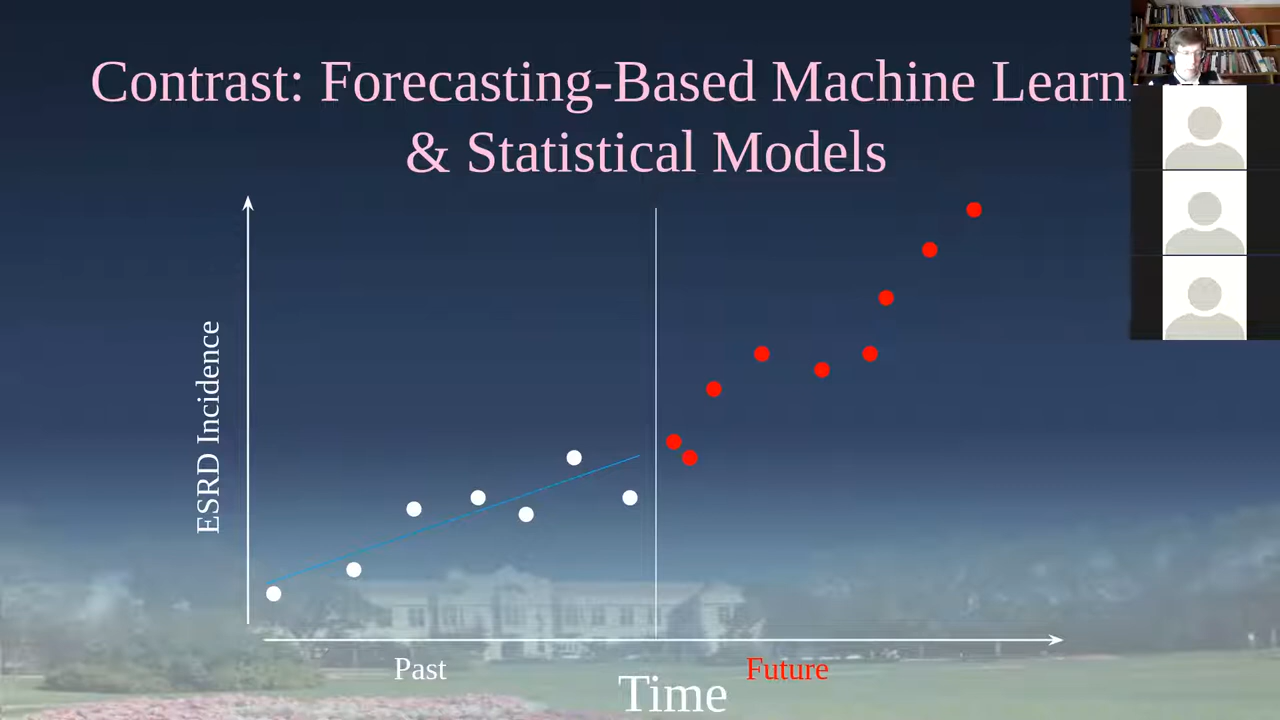 Contrast: Forecasting-Based Machine Learn
& Statistical Models
ESRD Incidence
Past
Future
Time